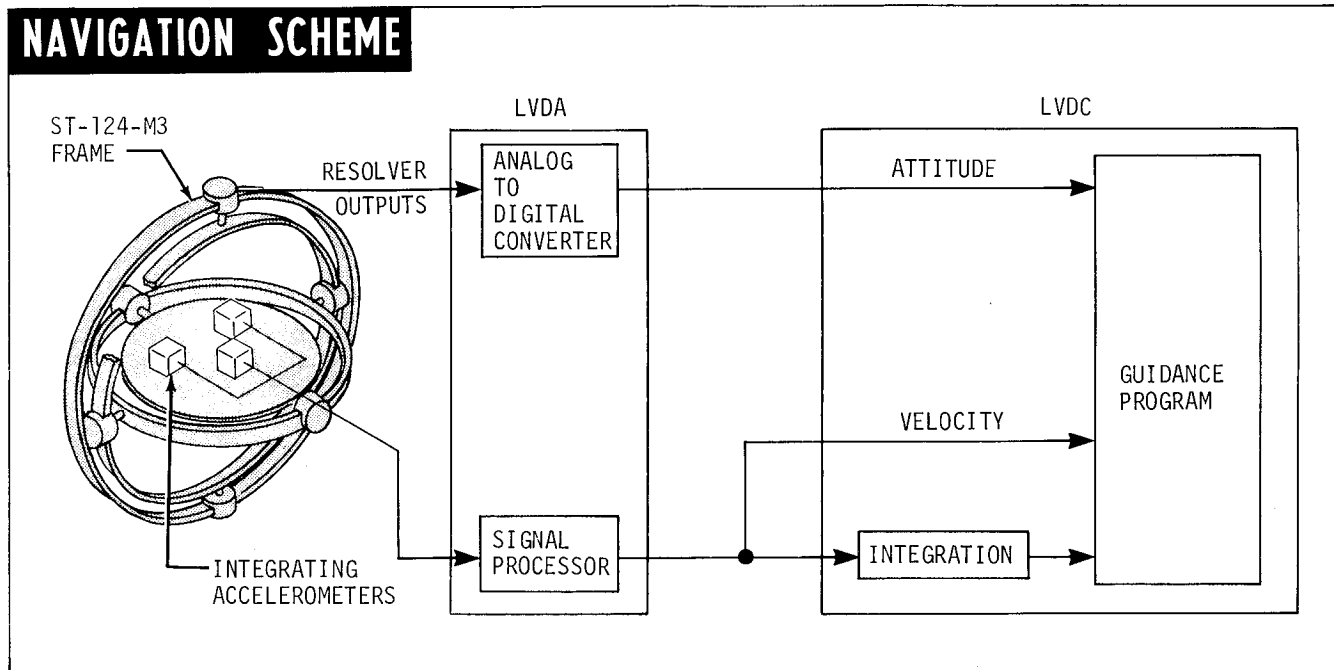 NAVIGATION SCHEME
ST-124-M3
FRAME
RESOLVER
OUTPUTS
LVDA
ANALOG
TO
DIGITAL
CONVERTER
LVDC
ATTITUDE
GUIDANCE
PROGRAM
VELOCITY
SIGNAL
PROCESSOR
INTEGRATION
INTEGRATING
ACCELEROMETERS